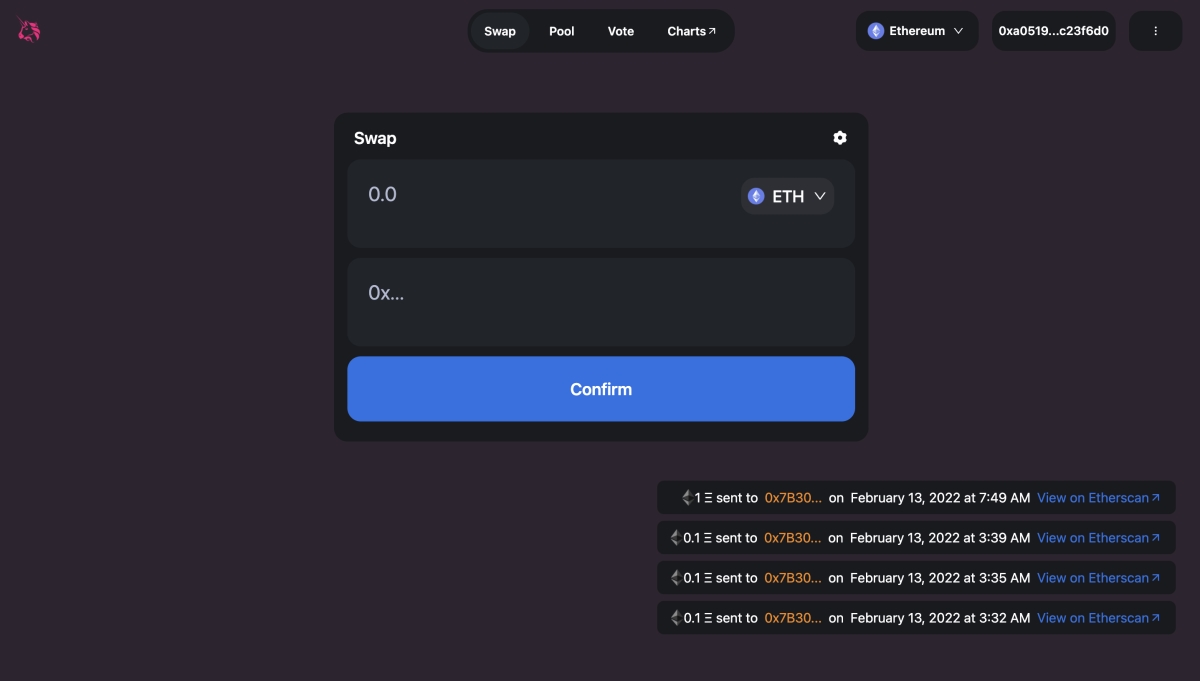 Swap Pool Vote Charts↗ Ethereum 0xa0519...c23f6d0
Swap
0.0 ETH
0x...
Confirm
1 Ξ sent to 0x7B30... on February 13, 2022 at 7:49 AM View on Etherscan↗
0.1 Ξ sent to 0x7B30... on February 13, 2022 at 3:39 AM View on Etherscan↗
0.1 Ξ sent to 0x7B30... on February 13, 2022 at 3:35 AM View on Etherscan↗
0.1 Ξ sent to 0x7B30... on February 13, 2022 at 3:32 AM View on Etherscan↗